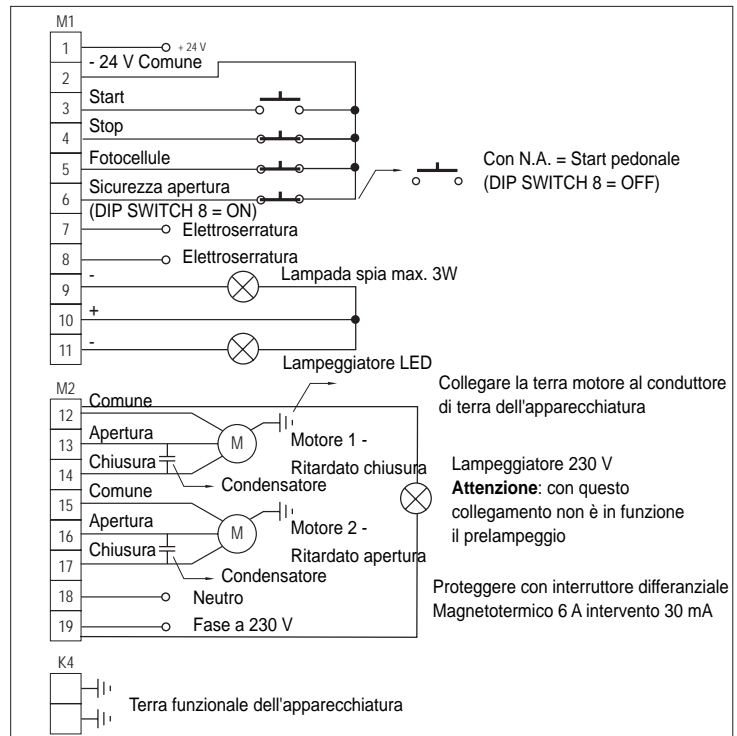 M1
1 + 24 V
- 24 V Comune
2
Start
3
Stop
4
Fotocellule
5
Con N.A. = Start pedonale
(DIP SWITCH 8 = OFF)
Sicurezza apertura
6
(DIP SWITCH 8 = ON)
7 Elettroserratura
8 Elettroserratura
- Lampada spia max. 3W
9
+
10
-
11
Lampeggiatore LED
M2
Comune
12
Apertura
13
Chiusura
14
M
Motore 1 -
Ritardato chiusura
Condensatore
Collegare la terra motore al conduttore
di terra dell'apparecchiatura
Comune
15
Apertura
16
Chiusura
17
M
Motore 2 -
Ritardato apertura
Condensatore
Lampeggiatore 230 V
Attenzione: con questo
collegamento non è in funzione
il prelampeggio
18 Neutro
19 Fase a 230 V
Proteggere con interruttore differanziale
Magnetotermico 6 A intervento 30 mA
K4
Terra funzionale dell'apparecchiatura